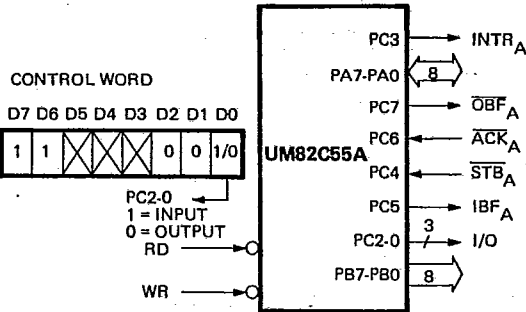 CONTROL WORD
D7 D6 D5 D4 D3 D2 D1 D0
1 1 0 0 1/0
PC2-0
1 = INPUT
0 = OUTPUT
RD
WR
UM82C55A
PC3 INTRA
PA7-PA0 8
PC7 OBFA
PC6 ACKA
PC4 STBA
PC5 IBFA
PC2-0 3 I/O
PB7-PB0 8